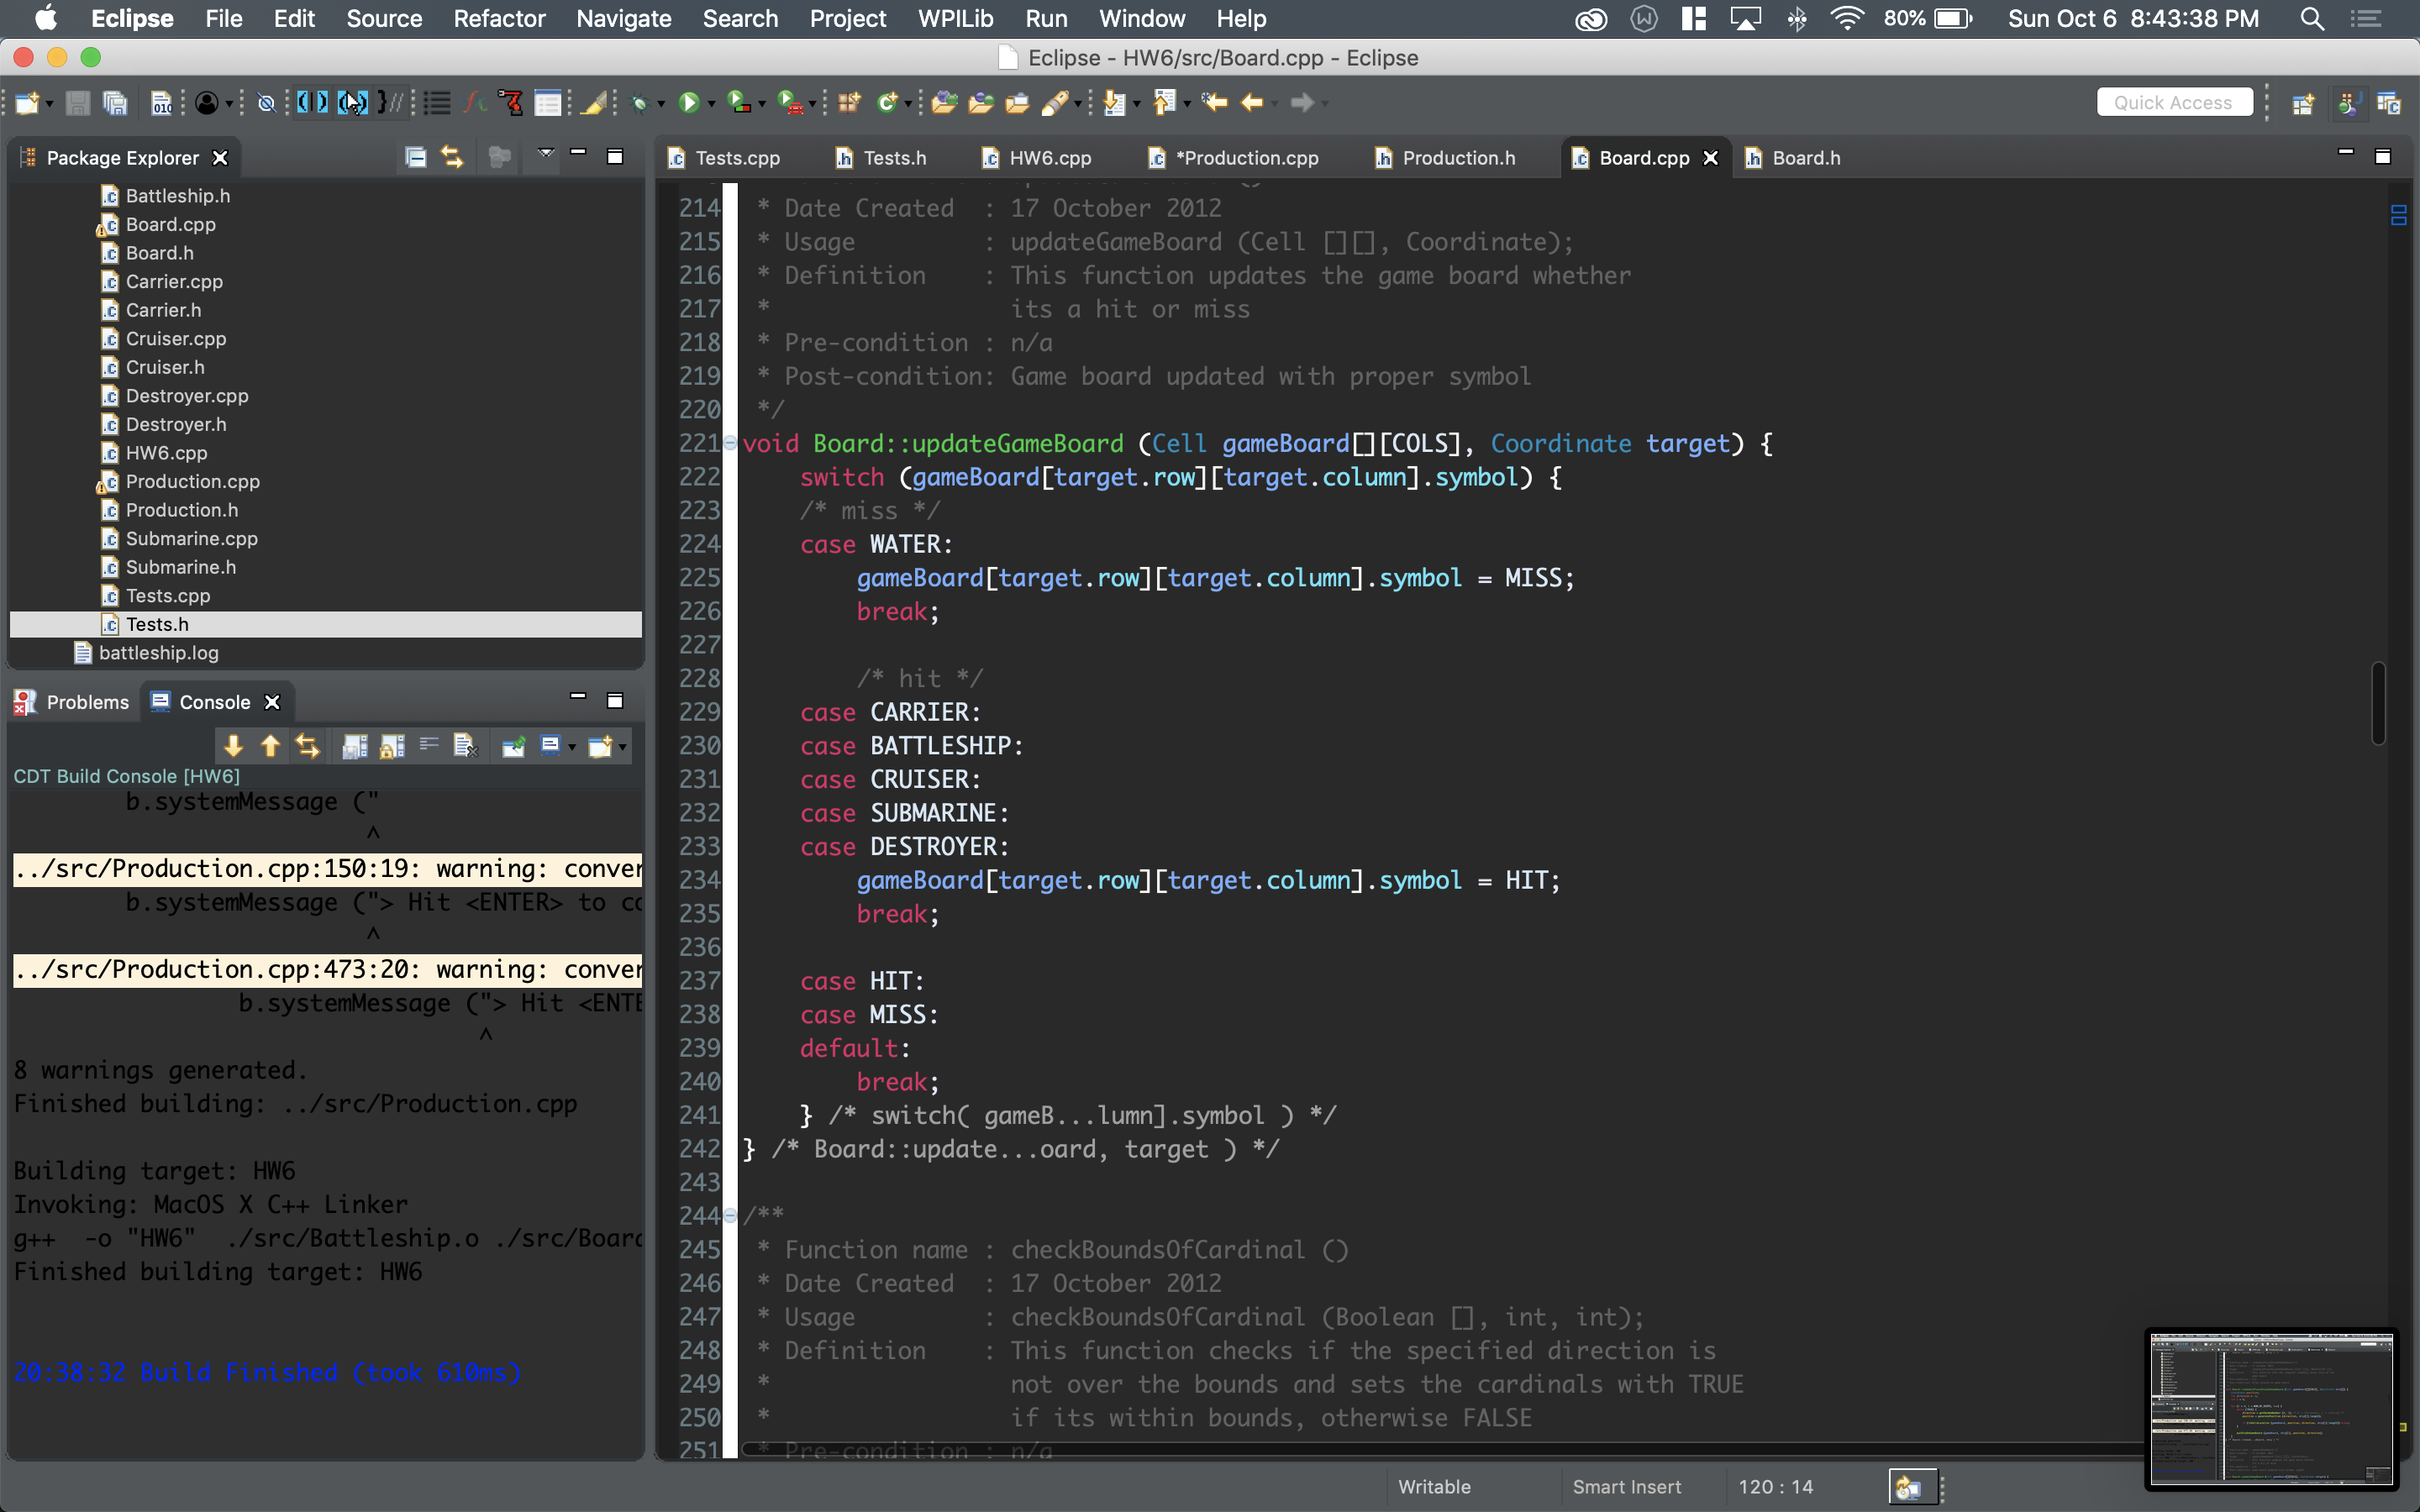 Eclipse File Edit Source Refactor Navigate Search Project WPILib Run Window Help 80% Sun Oct 6 8:43:38 PM
Eclipse - HW6/src/Board.cpp - Eclipse
Quick Access
Package Explorer
Battleship.h
Board.cpp
Board.h
Carrier.cpp
Carrier.h
Cruiser.cpp
Cruiser.h
Destroyer.cpp
Destroyer.h
HW6.cpp
Production.cpp
Production.h
Submarine.cpp
Submarine.h
Tests.cpp
Tests.h
battleship.log
Problems Console
CDT Build Console [HW6]
b.systemMessage ("
^
../src/Production.cpp:150:19: warning: conver
b.systemMessage ("> Hit <ENTER> to co
^
../src/Production.cpp:473:20: warning: conver
b.systemMessage ("> Hit <ENTE
^
8 warnings generated.
Finished building: ../src/Production.cpp
Building target: HW6
Invoking: MacOS X C++ Linker
g++ -o "HW6" ./src/Battleship.o ./src/Board
Finished building target: HW6
20:38:32 Build Finished (took 610ms)
Tests.cpp Tests.h HW6.cpp *Production.cpp Production.h Board.cpp Board.h
214 * Date Created : 17 October 2012
215 * Usage : updateGameBoard (Cell [][], Coordinate);
216 * Definition : This function updates the game board whether
217 * its a hit or miss
218 * Pre-condition : n/a
219 * Post-condition: Game board updated with proper symbol
220 */
221 void Board::updateGameBoard (Cell gameBoard[][COLS], Coordinate target) {
222 switch (gameBoard[target.row][target.column].symbol) {
223 /* miss */
224 case WATER:
225 gameBoard[target.row][target.column].symbol = MISS;
226 break;
227
228 /* hit */
229 case CARRIER:
230 case BATTLESHIP:
231 case CRUISER:
232 case SUBMARINE:
233 case DESTROYER:
234 gameBoard[target.row][target.column].symbol = HIT;
235 break;
236
237 case HIT:
238 case MISS:
239 default:
240 break;
241 } /* switch( gameB...lumn].symbol ) */
242 } /* Board::update...oard, target ) */
243
244 /**
245 * Function name : checkBoundsOfCardinal ()
246 * Date Created : 17 October 2012
247 * Usage : checkBoundsOfCardinal (Boolean [], int, int);
248 * Definition : This function checks if the specified direction is
249 * not over the bounds and sets the cardinals with TRUE
250 * if its within bounds, otherwise FALSE
251 * Pre-condition : n/a
Writable Smart Insert 120 : 14